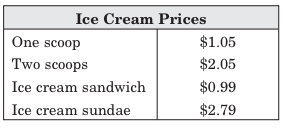 Ice Cream Prices
One scoop $1.05
Two scoops $2.05
Ice cream sandwich $0.99
Ice cream sundae $2.79